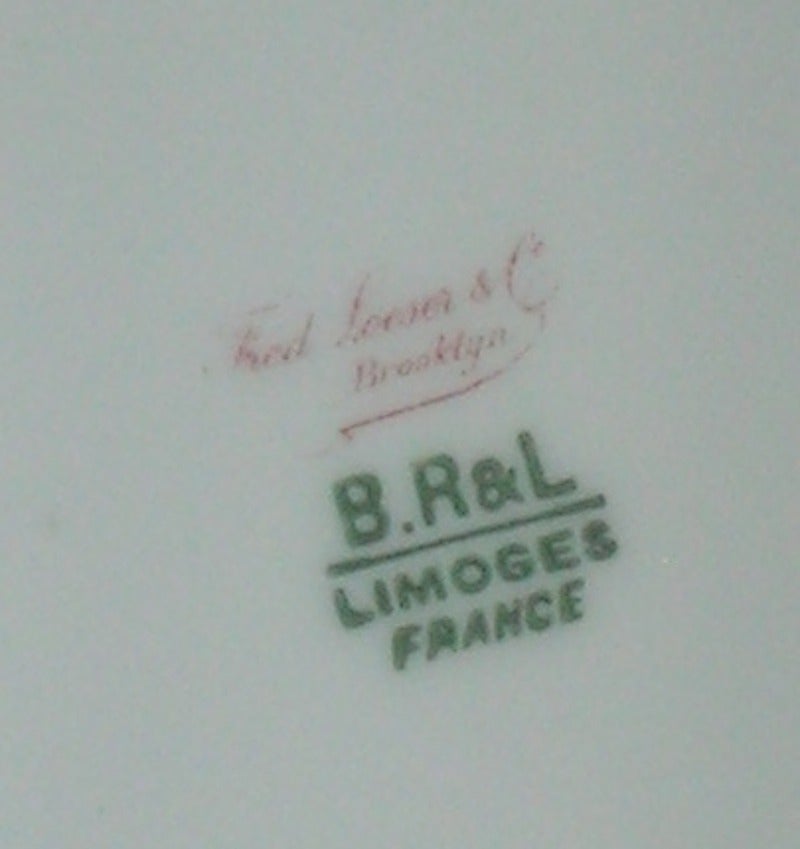 Fred Loeser & Co
Brooklyn
B.R&L
LIMOGES
FRANCE